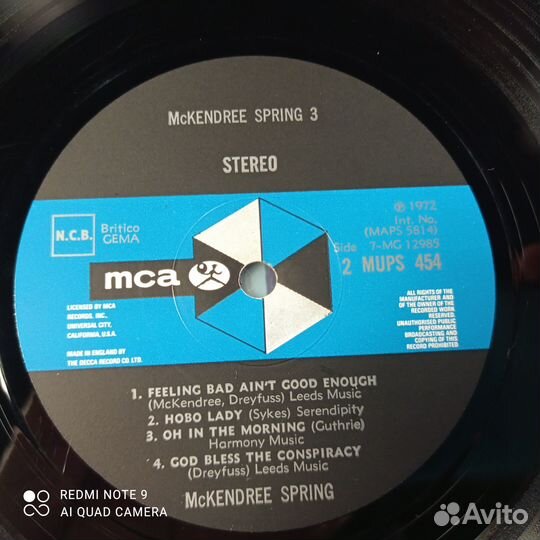 McKENDREE SPRING 3
STEREO
N.C.B.
Britico
GEMA
℗ 1972
Int. No.
(MAPS 5814)
Side 7-MG 12985
2 MUPS 454
mca
LICENSED BY MCA
RECORDS, INC.,
UNIVERSAL CITY,
CALIFORNIA, U.S.A.
MADE IN ENGLAND BY
THE DECCA RECORD CO. LTD.
ALL RIGHTS OF THE
MANUFACTURER AND
OF THE OWNER OF THE
RECORDED WORK
RESERVED.
UNAUTHORISED PUBLIC
PERFORMANCE
BROADCASTING AND
COPYING OF THIS
RECORD PROHIBITED
1. FEELING BAD AIN'T GOOD ENOUGH
(McKendree, Dreyfuss) Leeds Music
2. HOBO LADY (Sykes) Serendipity
3. OH IN THE MORNING (Guthrie)
Harmony Music
4. GOD BLESS THE CONSPIRACY
(Dreyfuss) Leeds Music
McKENDREE SPRING
REDMI NOTE 9
AI QUAD CAMERA
Avito